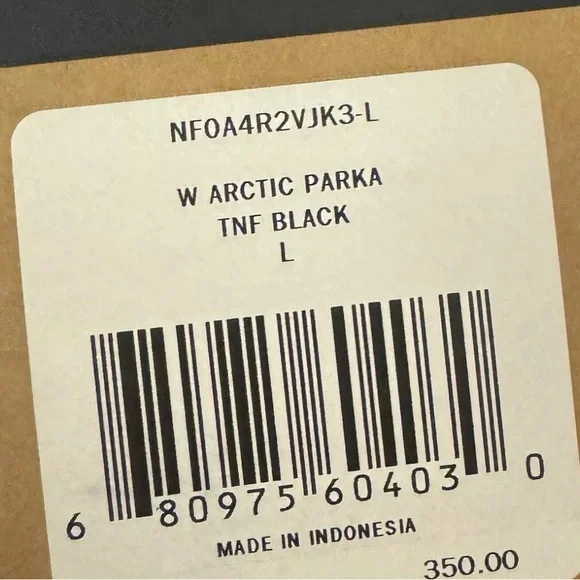 NF0A4R2VJK3-L
W ARCTIC PARKA
TNF BLACK
L
6 80975 60403 0
MADE IN INDONESIA
350.00